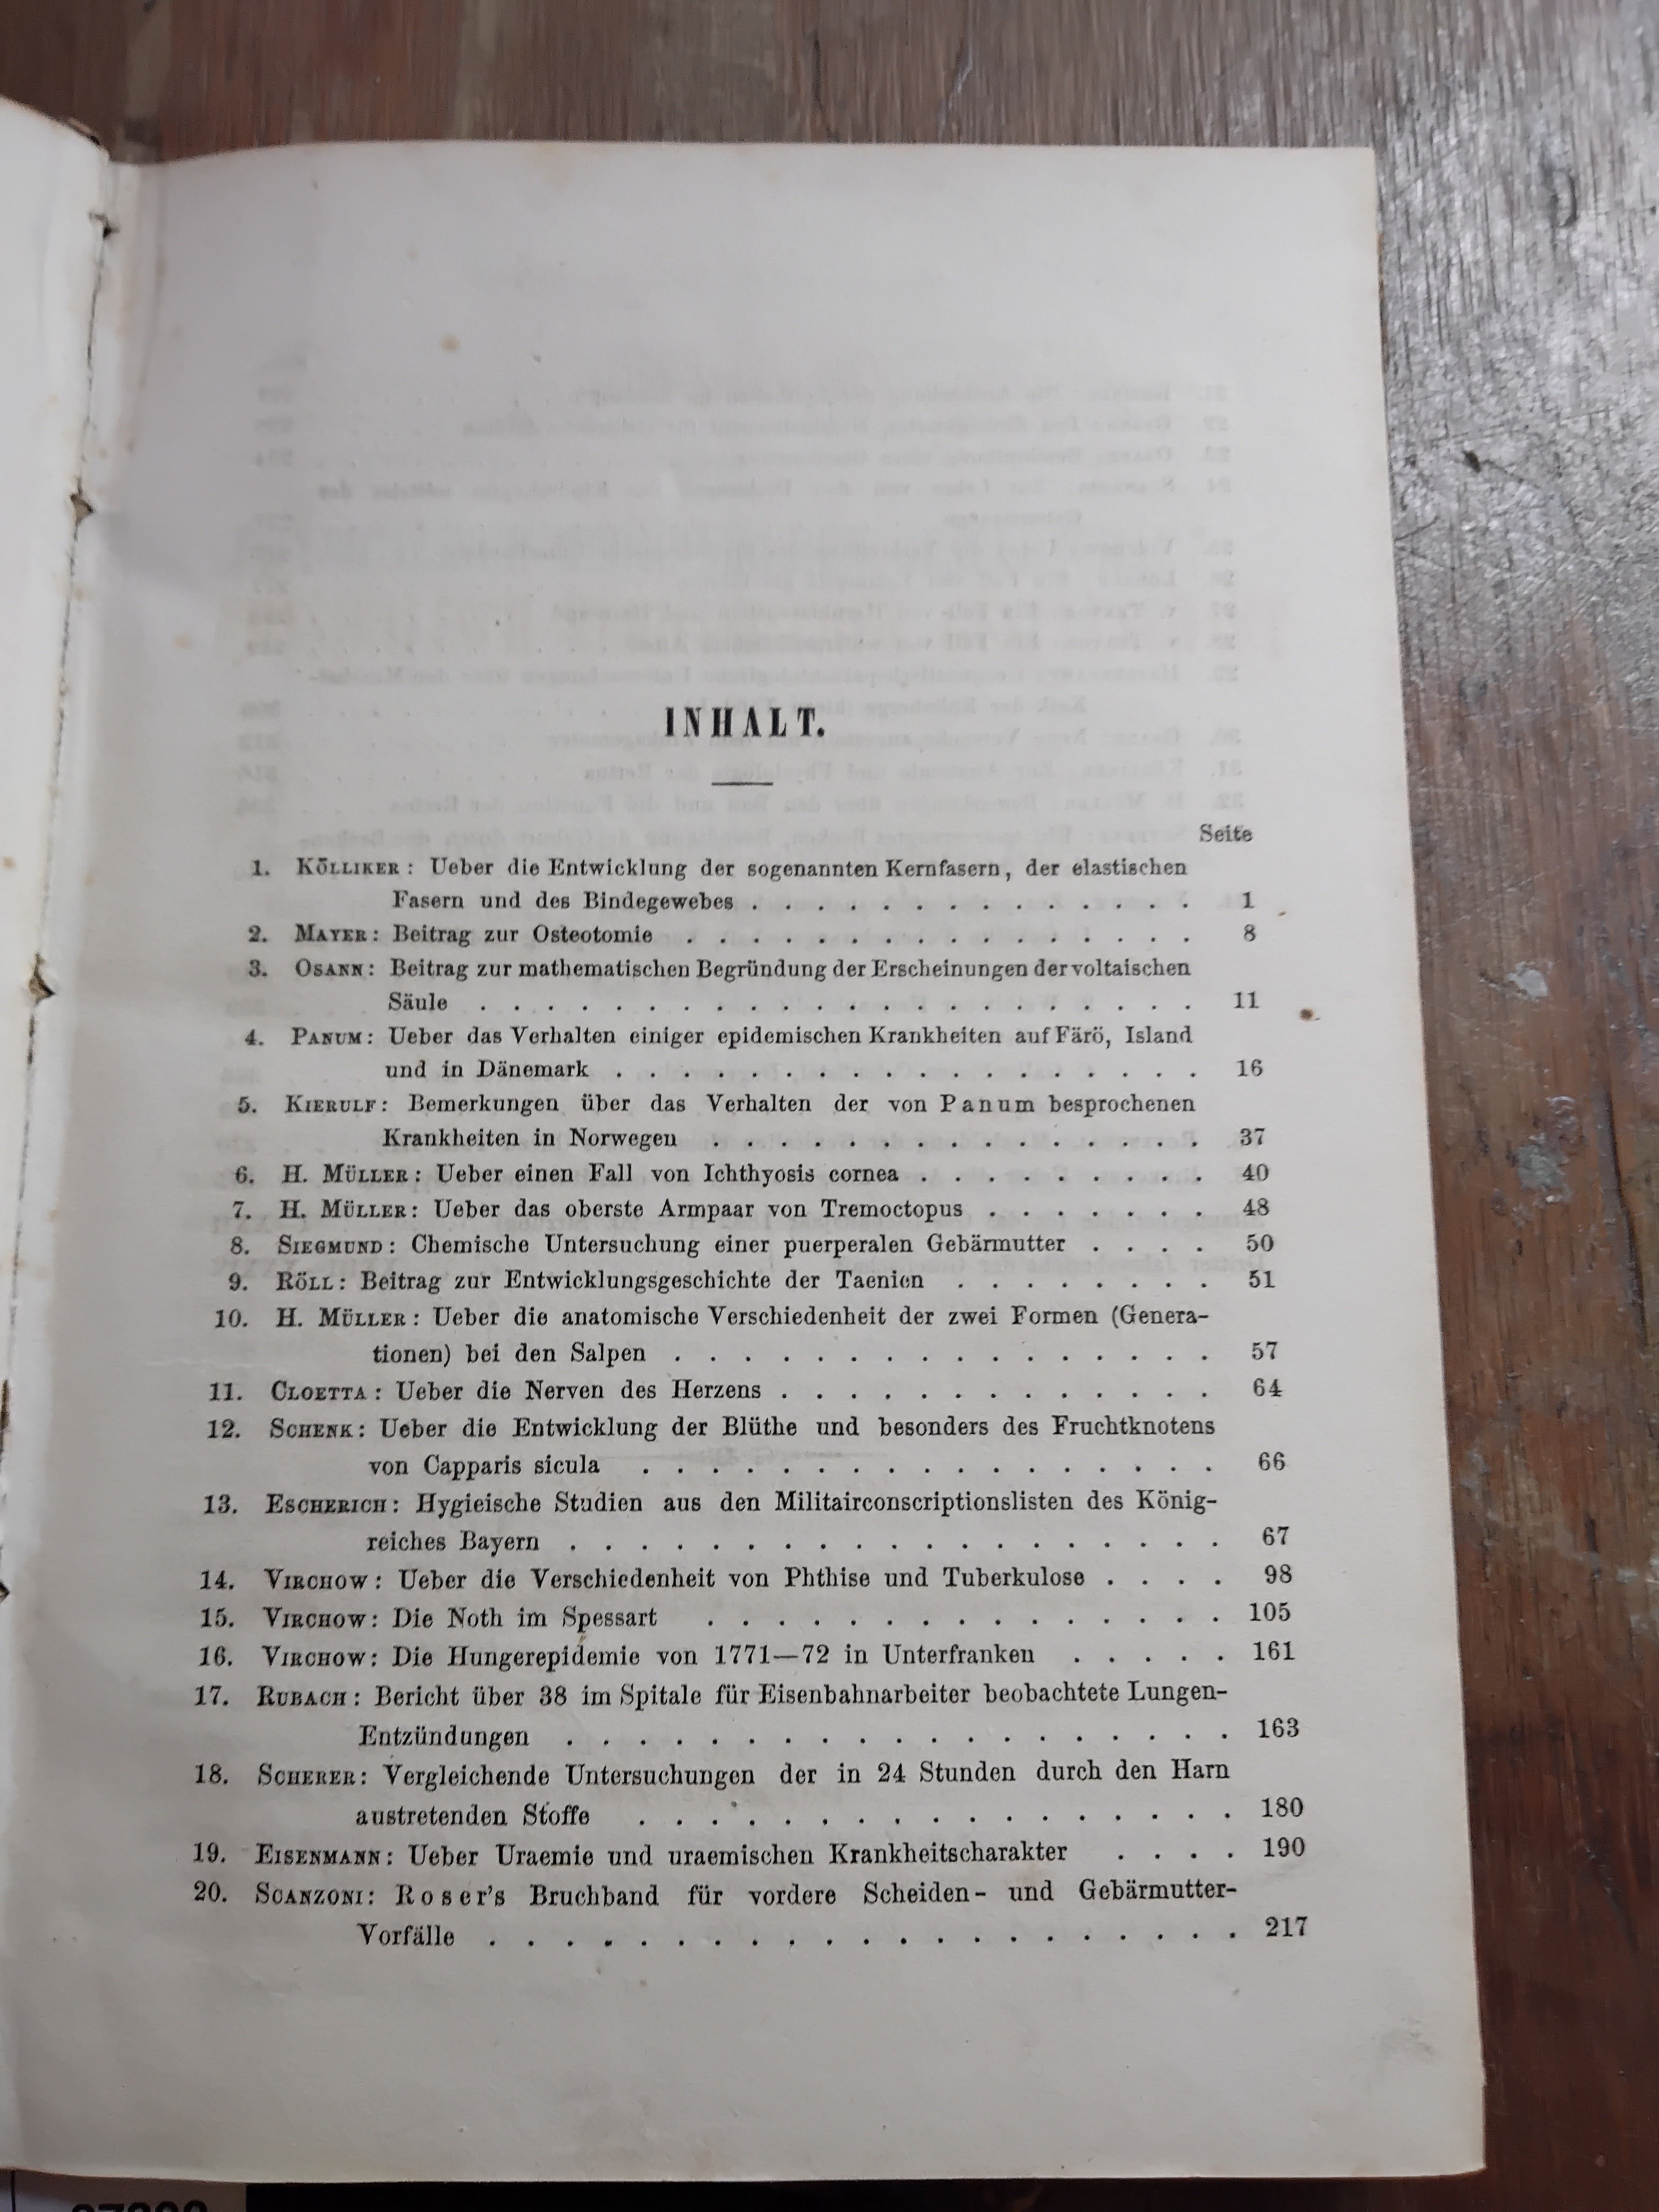 INHALT.
Seite
1. KÖLLIKER: Ueber die Entwicklung der sogenannten Kernfasern, der elastischen
Fasern und des Bindegewebes . . . . . . . . . . . . . . 1
2. MAYER: Beitrag zur Osteotomie . . . . . . . . . . . . . . . . 8
3. OSANN: Beitrag zur mathematischen Begründung der Erscheinungen der voltaischen
Säule . . . . . . . . . . . . . . . . . . . . . . 11
4. PANUM: Ueber das Verhalten einiger epidemischen Krankheiten auf Färö, Island
und in Dänemark . . . . . . . . . . . . . . . . . . 16
5. KIERULF: Bemerkungen über das Verhalten der von Panum besprochenen
Krankheiten in Norwegen . . . . . . . . . . . . . . . 37
6. H. MÜLLER: Ueber einen Fall von Ichthyosis cornea . . . . . . . . . 40
7. H. MÜLLER: Ueber das oberste Armpaar von Tremoctopus . . . . . . . 48
8. SIEGMUND: Chemische Untersuchung einer puerperalen Gebärmutter . . . . 50
9. RÖLL: Beitrag zur Entwicklungsgeschichte der Taenien . . . . . . . . 51
10. H. MÜLLER: Ueber die anatomische Verschiedenheit der zwei Formen (Genera-
tionen) bei den Salpen . . . . . . . . . . . . . . . . 57
11. CLOETTA: Ueber die Nerven des Herzens . . . . . . . . . . . . . 64
12. SCHENK: Ueber die Entwicklung der Blüthe und besonders des Fruchtknotens
von Capparis sicula . . . . . . . . . . . . . . . . . 66
13. ESCHERICH: Hygieische Studien aus den Militairconscriptionslisten des König-
reiches Bayern . . . . . . . . . . . . . . . . . . . 67
14. VIRCHOW: Ueber die Verschiedenheit von Phthise und Tuberkulose . . . . 98
15. VIRCHOW: Die Noth im Spessart . . . . . . . . . . . . . . . 105
16. VIRCHOW: Die Hungerepidemie von 1771—72 in Unterfranken . . . . . 161
17. RUBACH: Bericht über 38 im Spitale für Eisenbahnarbeiter beobachtete Lungen-
Entzündungen . . . . . . . . . . . . . . . . . . . 163
18. SCHERER: Vergleichende Untersuchungen der in 24 Stunden durch den Harn
austretenden Stoffe . . . . . . . . . . . . . . . . . 180
19. EISENMANN: Ueber Uraemie und uraemischen Krankheitscharakter . . . . 190
20. SCANZONI: Roser's Bruchband für vordere Scheiden- und Gebärmutter-
Vorfälle . . . . . . . . . . . . . . . . . . . . . 217